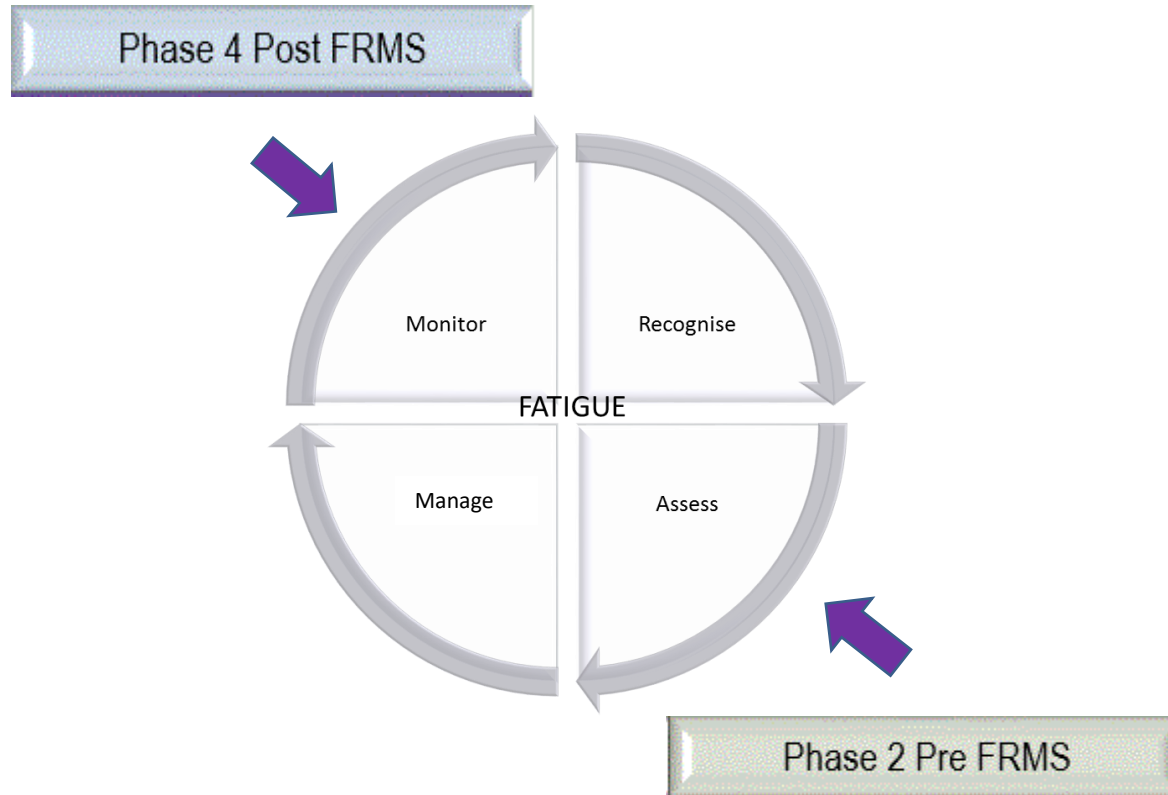 Phase 4 Post FRMS
Monitor
Recognise
FATIGUE
Manage
Assess
Phase 2 Pre FRMS